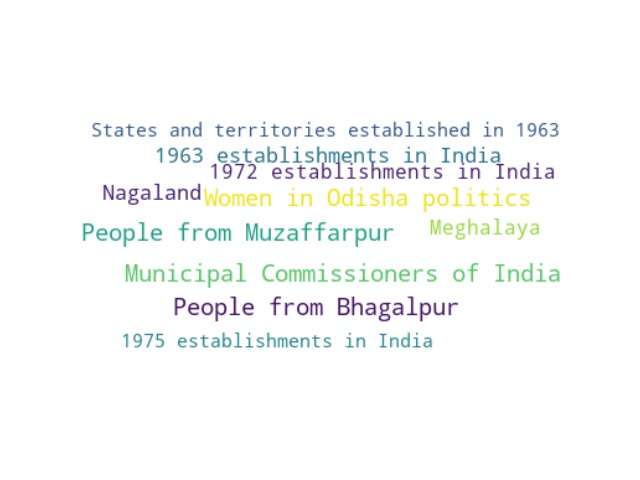 States and territories established in 1963
1963 establishments in India
1972 establishments in India
Nagaland
Women in Odisha politics
People from Muzaffarpur
Meghalaya
Municipal Commissioners of India
People from Bhagalpur
1975 establishments in India